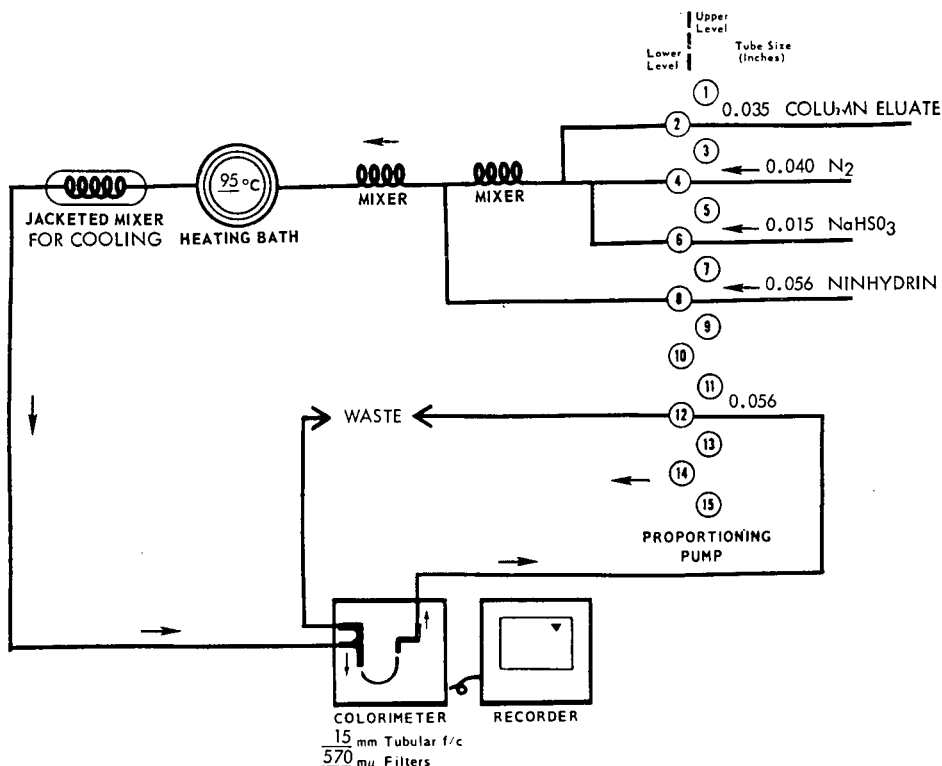 Upper
Level
Lower
Level
Tube Size
(Inches)
1
2
0.035 COLUMN ELUATE
3
4
0.040 N2
5
6
0.015 NaHSO3
7
8
0.056 NINHYDRIN
9
10
11
12
0.056
13
14
15
PROPORTIONING
PUMP
MIXER
MIXER
95 °C
HEATING BATH
JACKETED MIXER
FOR COOLING
WASTE
COLORIMETER
15 mm Tubular f/c
570 mμ Filters
RECORDER